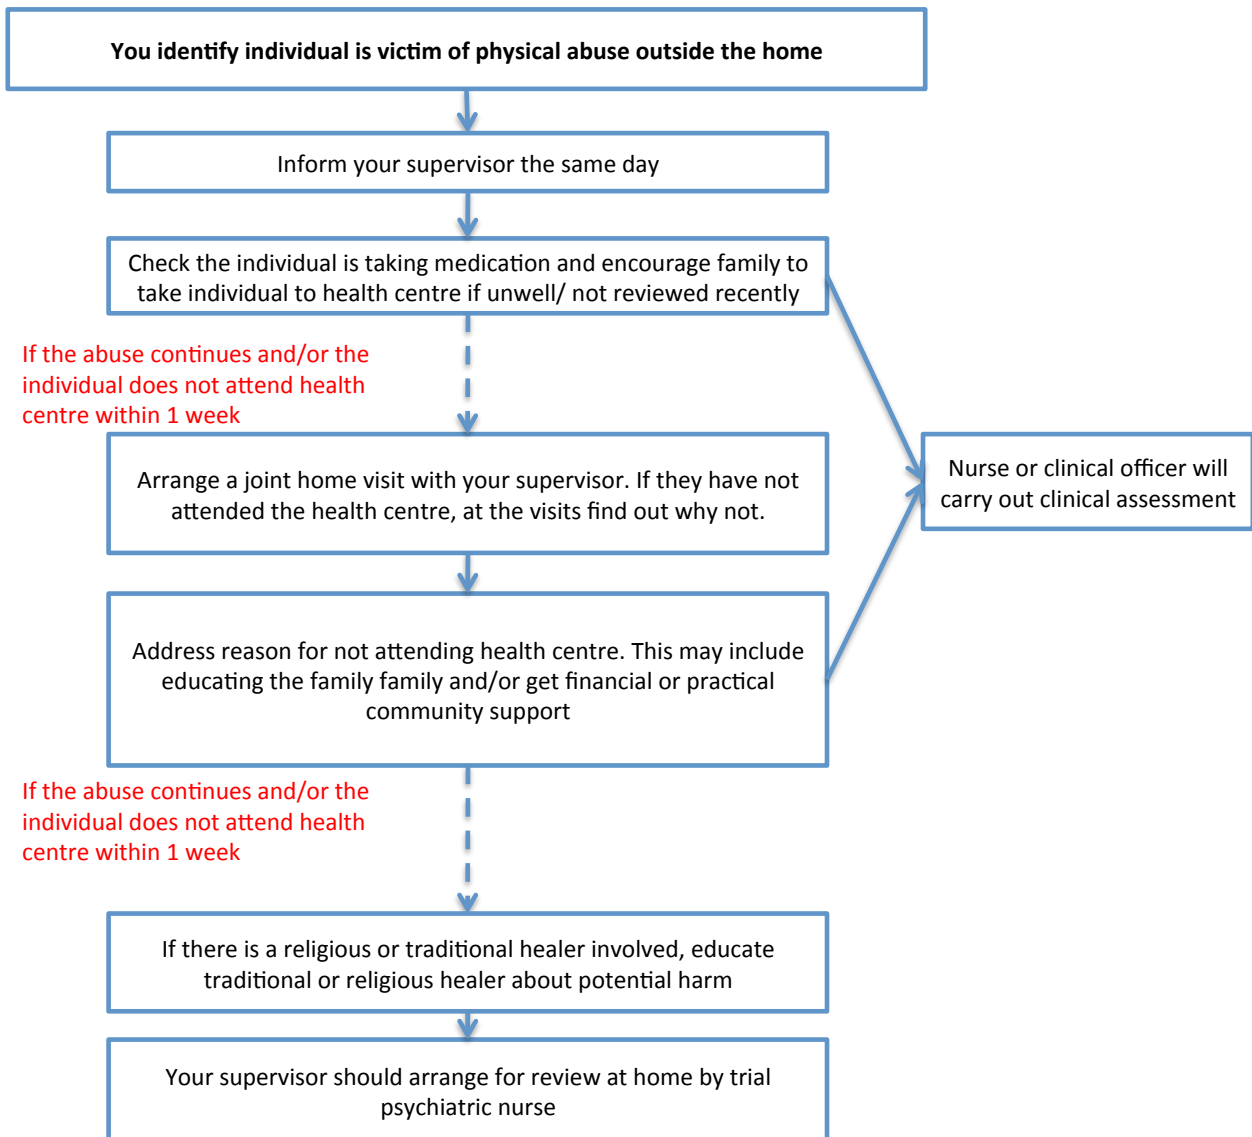 You identify individual is victim of physical abuse outside the home
Inform your supervisor the same day
Check the individual is taking medication and encourage family to
take individual to health centre if unwell/ not reviewed recently
If the abuse continues and/or the
individual does not attend health
centre within 1 week
Arrange a joint home visit with your supervisor. If they have not
attended the health centre, at the visits find out why not.
Nurse or clinical officer will
carry out clinical assessment
Address reason for not attending health centre. This may include
educating the family family and/or get financial or practical
community support
If the abuse continues and/or the
individual does not attend health
centre within 1 week
If there is a religious or traditional healer involved, educate
traditional or religious healer about potential harm
Your supervisor should arrange for review at home by trial
psychiatric nurse